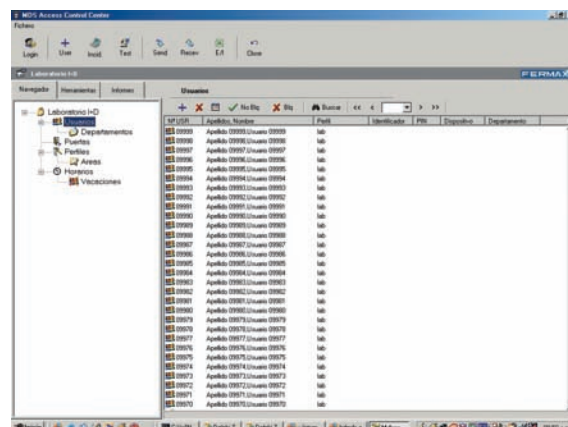 MDS Access Control Center
Fichero
Login User Incid. Test Send Recev. E/I Close
Laboratorio I+D FERMAX
Navegador Herramientas Informes Usuarios
No Blq Blq Buscar
Laboratorio I+D
Usuarios
Departamentos
Puertas
Perfiles
Areas
Horarios
Vacaciones
Nº USR Apellidos, Nombre Perfil Identificador PIN Dispositivo Departamento
09999 Apellido 09999,Usuario 09999 lab
09998 Apellido 09998,Usuario 09998 lab
09997 Apellido 09997,Usuario 09997 lab
09996 Apellido 09996,Usuario 09996 lab
09995 Apellido 09995,Usuario 09995 lab
09994 Apellido 09994,Usuario 09994 lab
09993 Apellido 09993,Usuario 09993 lab
09992 Apellido 09992,Usuario 09992 lab
09991 Apellido 09991,Usuario 09991 lab
09990 Apellido 09990,Usuario 09990 lab
09989 Apellido 09989,Usuario 09989 lab
09988 Apellido 09988,Usuario 09988 lab
09987 Apellido 09987,Usuario 09987 lab
09986 Apellido 09986,Usuario 09986 lab
09985 Apellido 09985,Usuario 09985 lab
09984 Apellido 09984,Usuario 09984 lab
09983 Apellido 09983,Usuario 09983 lab
09982 Apellido 09982,Usuario 09982 lab
09981 Apellido 09981,Usuario 09981 lab
09980 Apellido 09980,Usuario 09980 lab
09979 Apellido 09979,Usuario 09979 lab
09978 Apellido 09978,Usuario 09978 lab
09977 Apellido 09977,Usuario 09977 lab
09976 Apellido 09976,Usuario 09976 lab
09975 Apellido 09975,Usuario 09975 lab
09974 Apellido 09974,Usuario 09974 lab
09973 Apellido 09973,Usuario 09973 lab
09972 Apellido 09972,Usuario 09972 lab
09971 Apellido 09971,Usuario 09971 lab
09970 Apellido 09970,Usuario 09970 lab